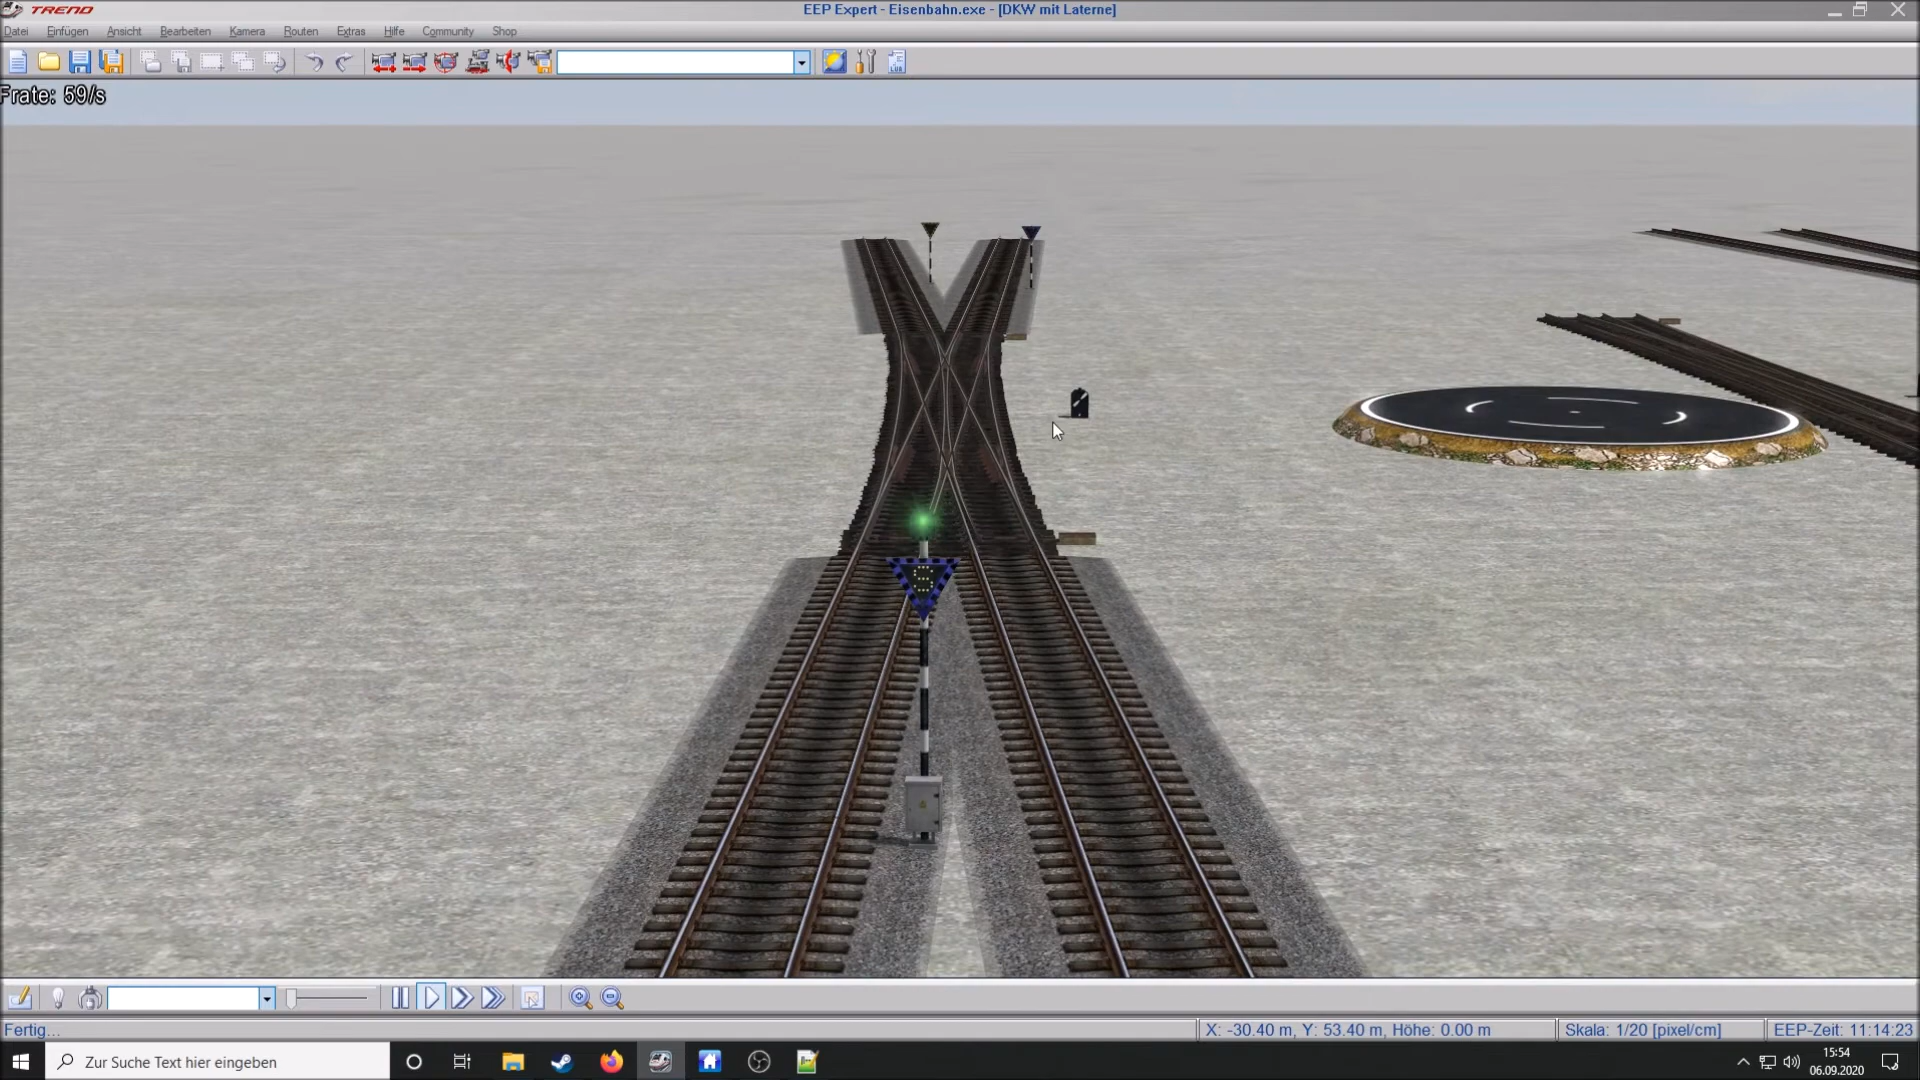 TREND
EEP Expert - Eisenbahn.exe - [DKW mit Laterne]
Datei Einfügen Ansicht Bearbeiten Kamera Routen Extras Hilfe Community Shop
LUA
Frate: 59/s
Fertig...
X: -30.40 m, Y: 53.40 m, Höhe: 0.00 m
Skala: 1/20 [pixel/cm]
EEP-Zeit: 11:14:23
Zur Suche Text hier eingeben
15:54
06.09.2020